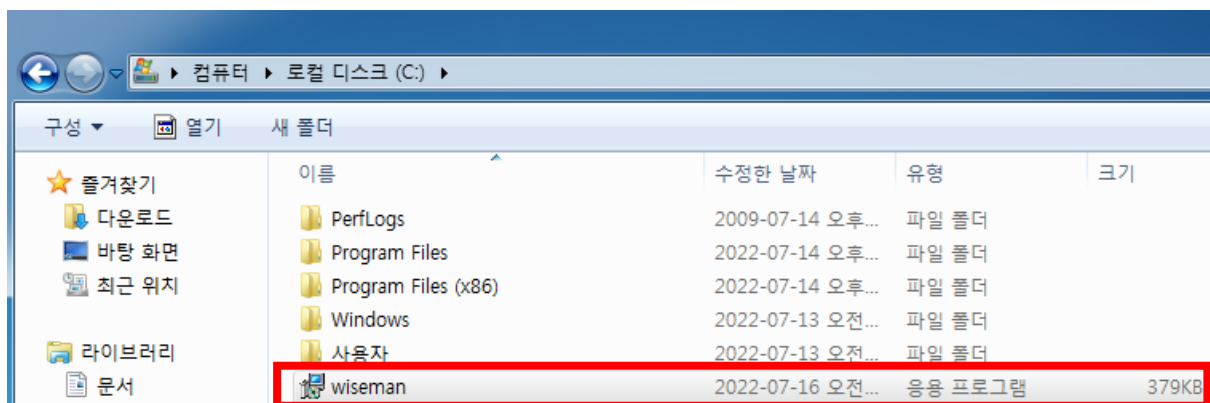 컴퓨터 ▸ 로컬 디스크 (C:) ▸
구성 ▼ 열기 새 폴더
이름 수정한 날짜 유형 크기
즐겨찾기
다운로드
바탕 화면
최근 위치
라이브러리
문서
PerfLogs 2009-07-14 오후... 파일 폴더
Program Files 2022-07-14 오후... 파일 폴더
Program Files (x86) 2022-07-14 오후... 파일 폴더
Windows 2022-07-13 오전... 파일 폴더
사용자 2022-07-13 오전... 파일 폴더
wiseman 2022-07-16 오전... 응용 프로그램 379KB